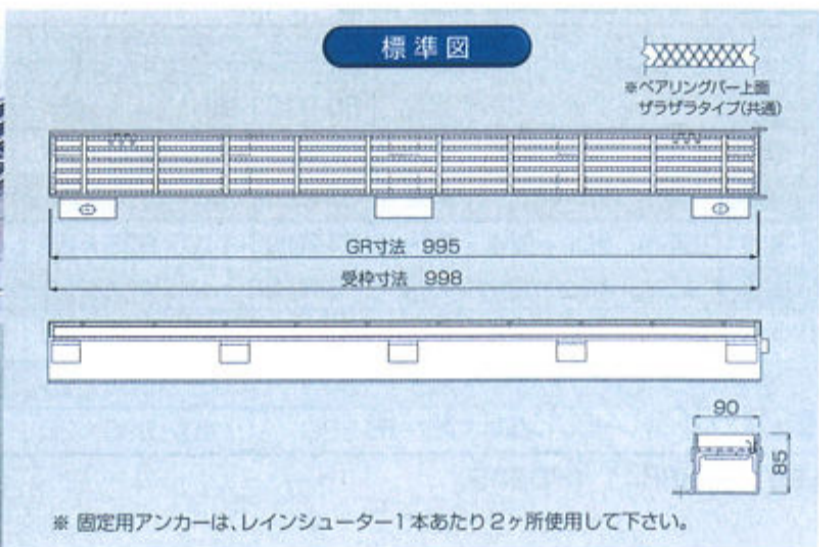 標準図
※ベアリングバー上面
ザラザラタイプ(共通)
GR寸法 995
受枠寸法 998
90
85
※ 固定用アンカーは、レインシューター1本あたり2ヶ所使用して下さい。